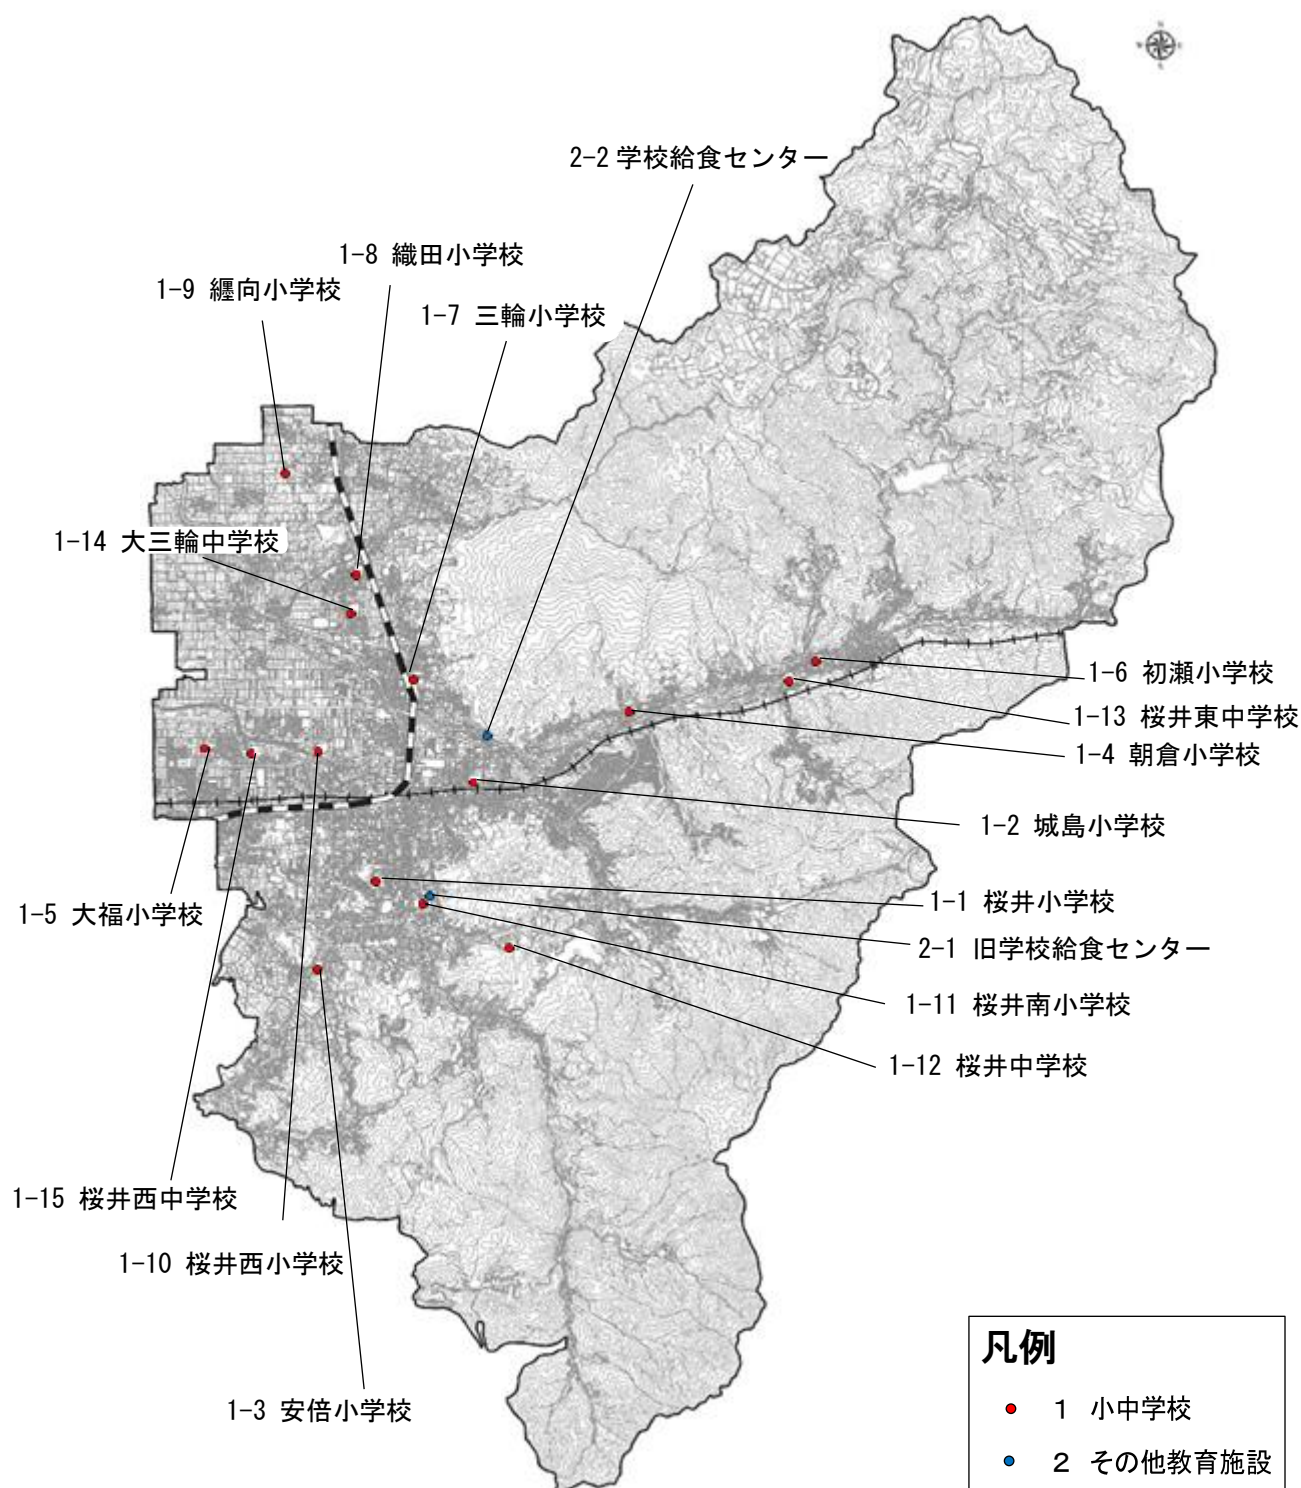 2-2 学校給食センター
1-8 織田小学校
1-9 纒向小学校
1-7 三輪小学校
1-14 大三輪中学校
1-6 初瀬小学校
1-13 桜井東中学校
1-4 朝倉小学校
1-2 城島小学校
1-5 大福小学校
1-1 桜井小学校
2-1 旧学校給食センター
1-11 桜井南小学校
1-12 桜井中学校
1-15 桜井西中学校
1-10 桜井西小学校
1-3 安倍小学校
凡例
1 小中学校
2 その他教育施設